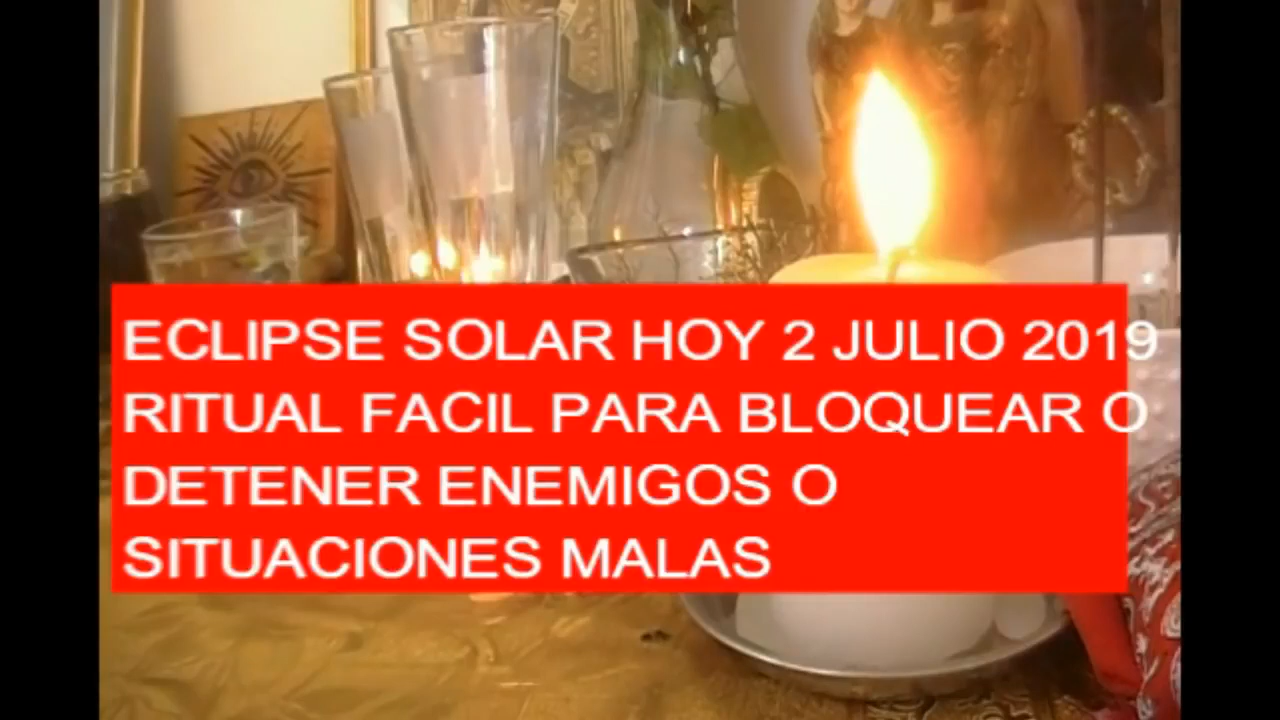 ECLIPSE SOLAR HOY 2 JULIO 2019
RITUAL FACIL PARA BLOQUEAR O
DETENER ENEMIGOS O
SITUACIONES MALAS